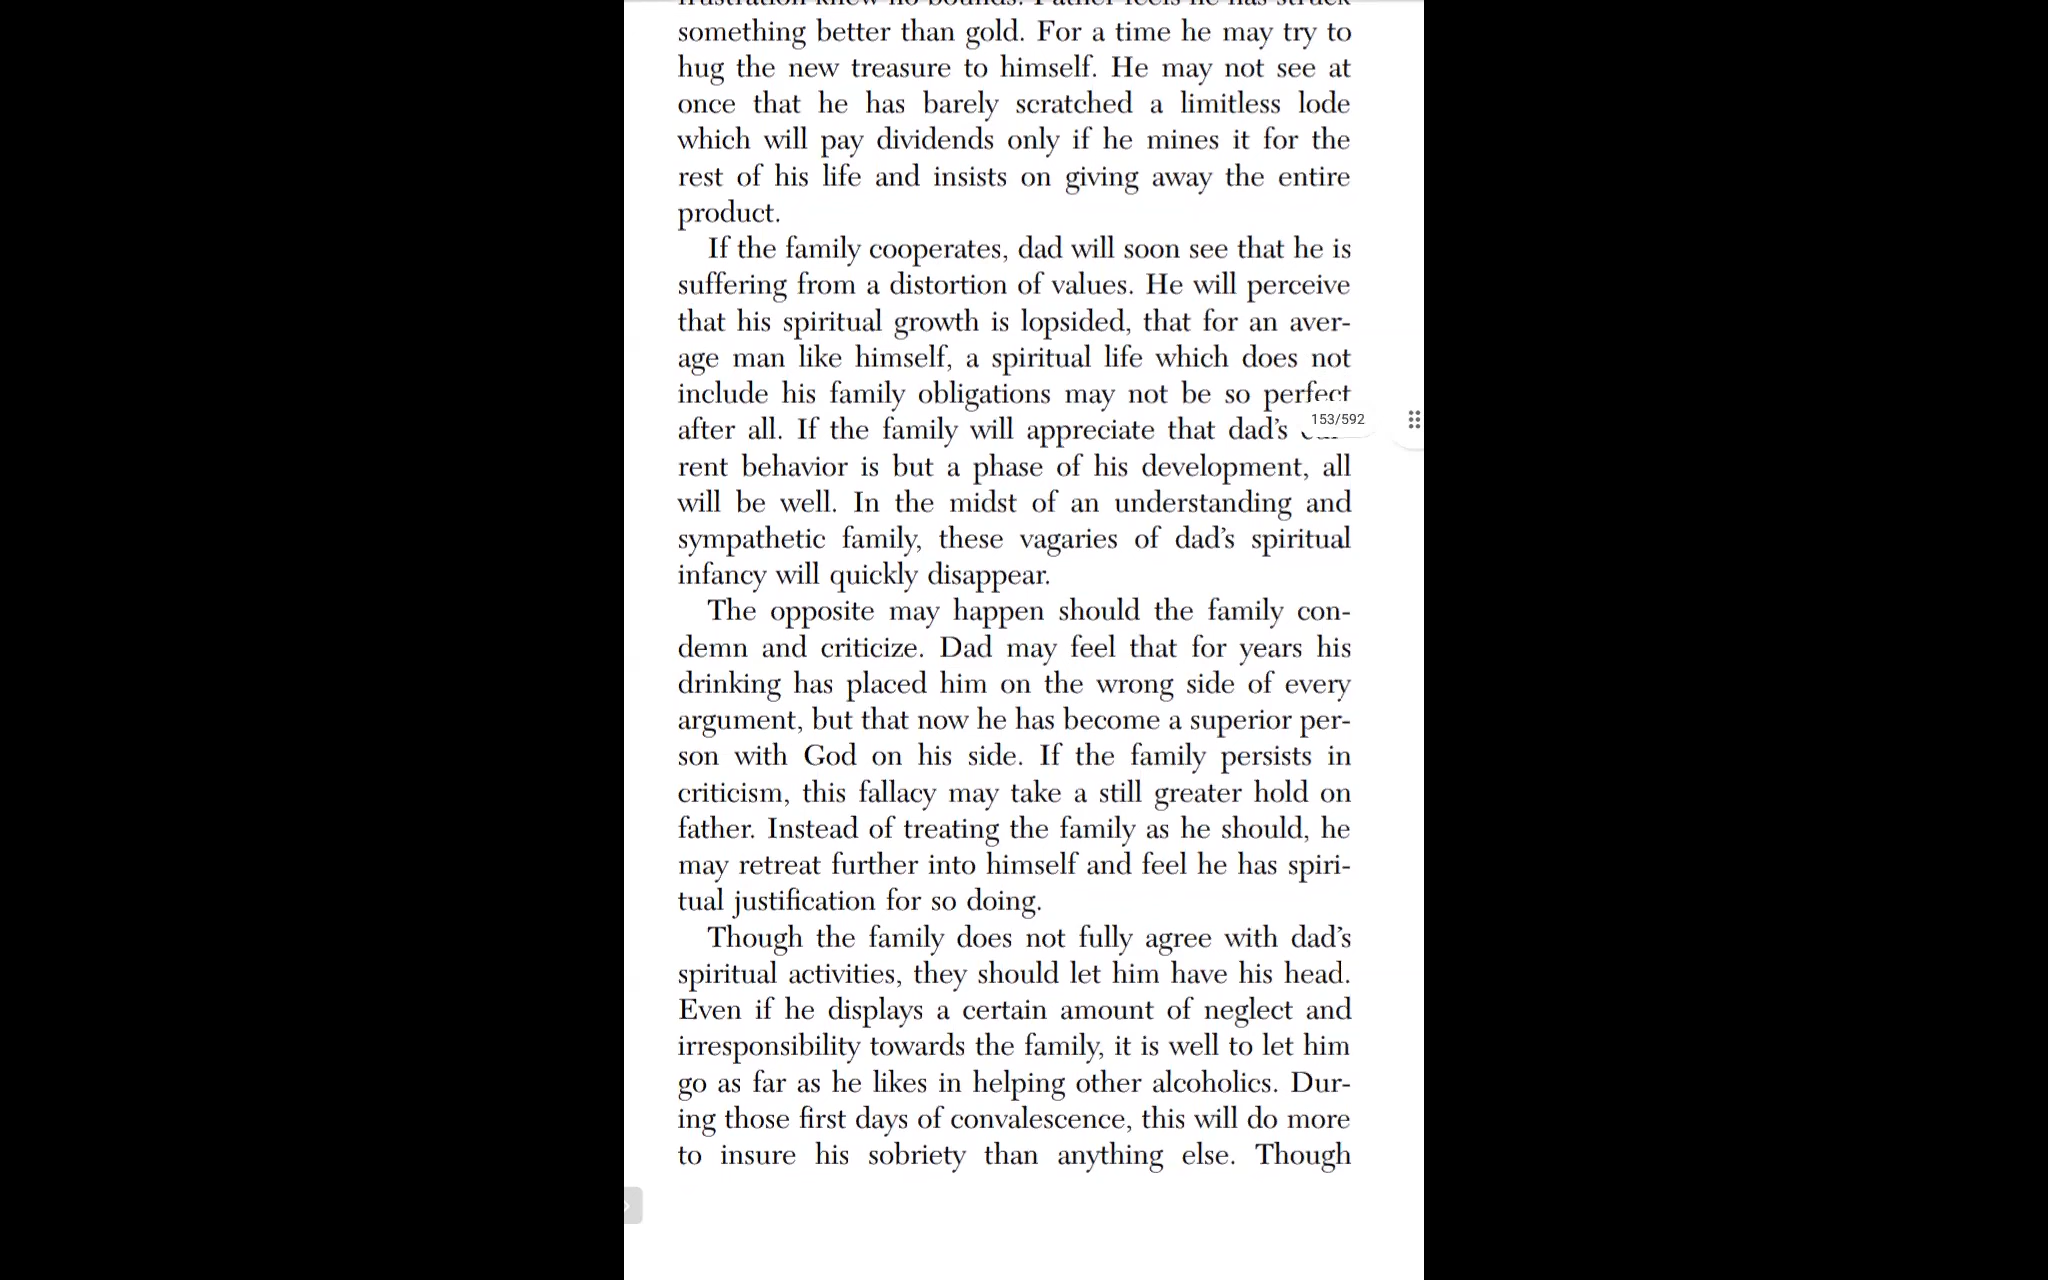 something better than gold. For a time he may try to
hug the new treasure to himself. He may not see at
once that he has barely scratched a limitless lode
which will pay dividends only if he mines it for the
rest of his life and insists on giving away the entire
product.
If the family cooperates, dad will soon see that he is
suffering from a distortion of values. He will perceive
that his spiritual growth is lopsided, that for an aver-
age man like himself, a spiritual life which does not
include his family obligations may not be so perfect
after all. If the family will appreciate that dad’s
153/592
rent behavior is but a phase of his development, all
will be well. In the midst of an understanding and
sympathetic family, these vagaries of dad’s spiritual
infancy will quickly disappear.
The opposite may happen should the family con-
demn and criticize. Dad may feel that for years his
drinking has placed him on the wrong side of every
argument, but that now he has become a superior per-
son with God on his side. If the family persists in
criticism, this fallacy may take a still greater hold on
father. Instead of treating the family as he should, he
may retreat further into himself and feel he has spiri-
tual justification for so doing.
Though the family does not fully agree with dad’s
spiritual activities, they should let him have his head.
Even if he displays a certain amount of neglect and
irresponsibility towards the family, it is well to let him
go as far as he likes in helping other alcoholics. Dur-
ing those first days of convalescence, this will do more
to insure his sobriety than anything else. Though